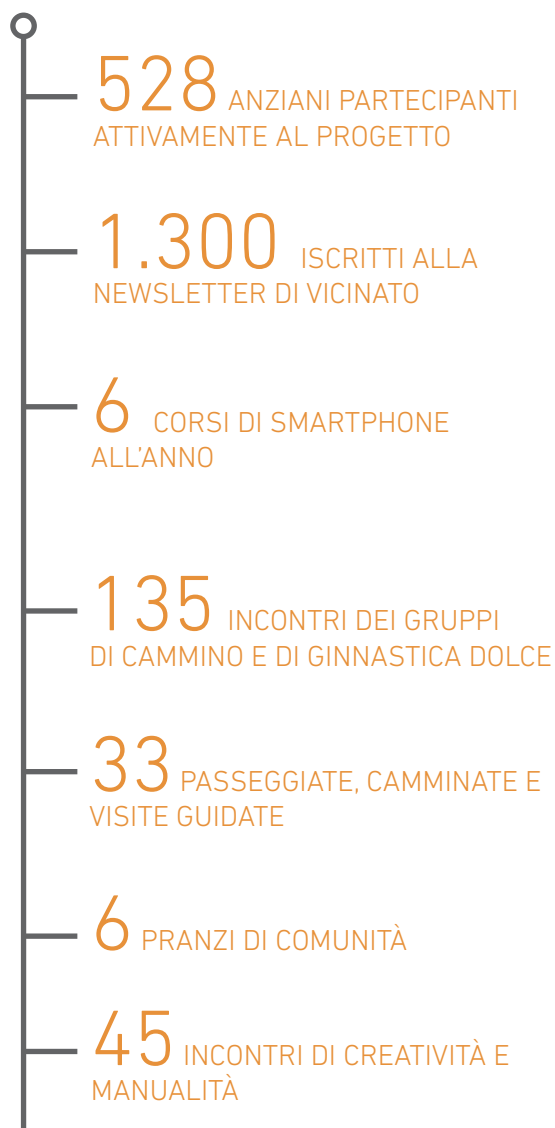 528 ANZIANI PARTECIPANTI
ATTIVAMENTE AL PROGETTO
1.300 ISCRITTI ALLA
NEWSLETTER DI VICINATO
6 CORSI DI SMARTPHONE
ALL'ANNO
135 INCONTRI DEI GRUPPI
DI CAMMINO E DI GINNASTICA DOLCE
33 PASSEGGIATE, CAMMINATE E
VISITE GUIDATE
6 PRANZI DI COMUNITÀ
45 INCONTRI DI CREATIVITÀ E
MANUALITÀ